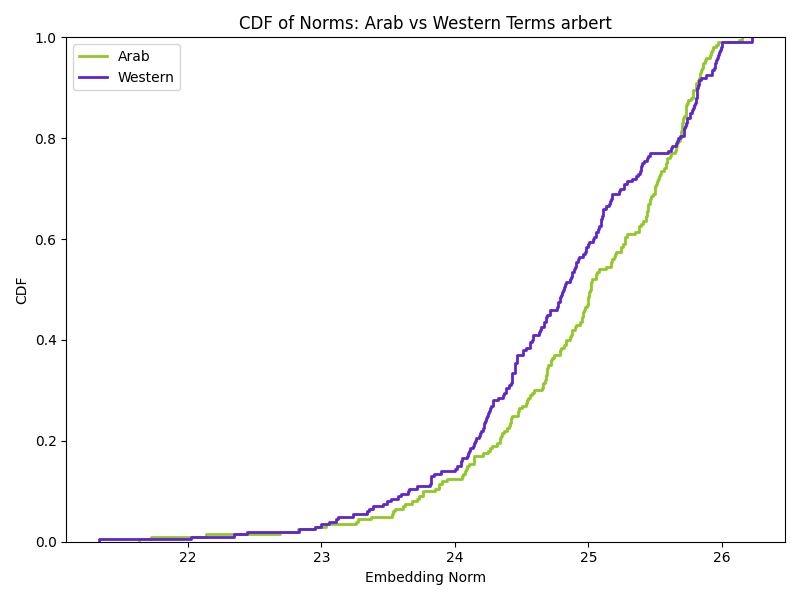 CDF of Norms: Arab vs Western Terms arbert
Arab
Western
CDF
1.0
0.8
0.6
0.4
0.2
0.0
22 23 24 25 26
Embedding Norm